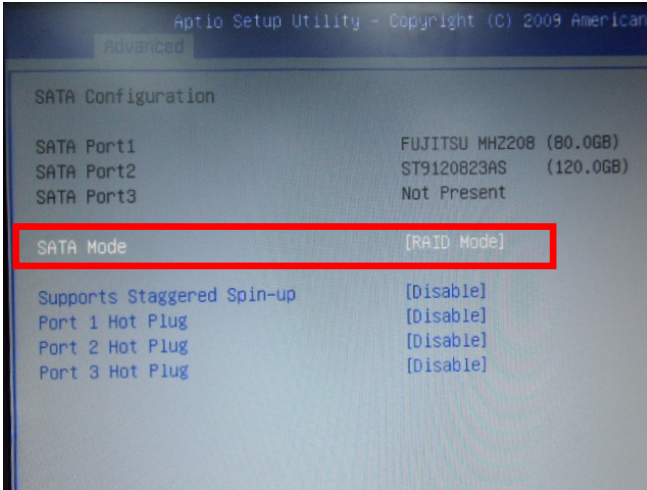 Aptio Setup Utility - Copyright (C) 2009 American
Advanced
SATA Configuration
SATA Port1 FUJITSU MHZ208 (80.0GB)
SATA Port2 ST9120823AS (120.0GB)
SATA Port3 Not Present
SATA Mode [RAID Mode]
Supports Staggered Spin-up [Disable]
Port 1 Hot Plug [Disable]
Port 2 Hot Plug [Disable]
Port 3 Hot Plug [Disable]